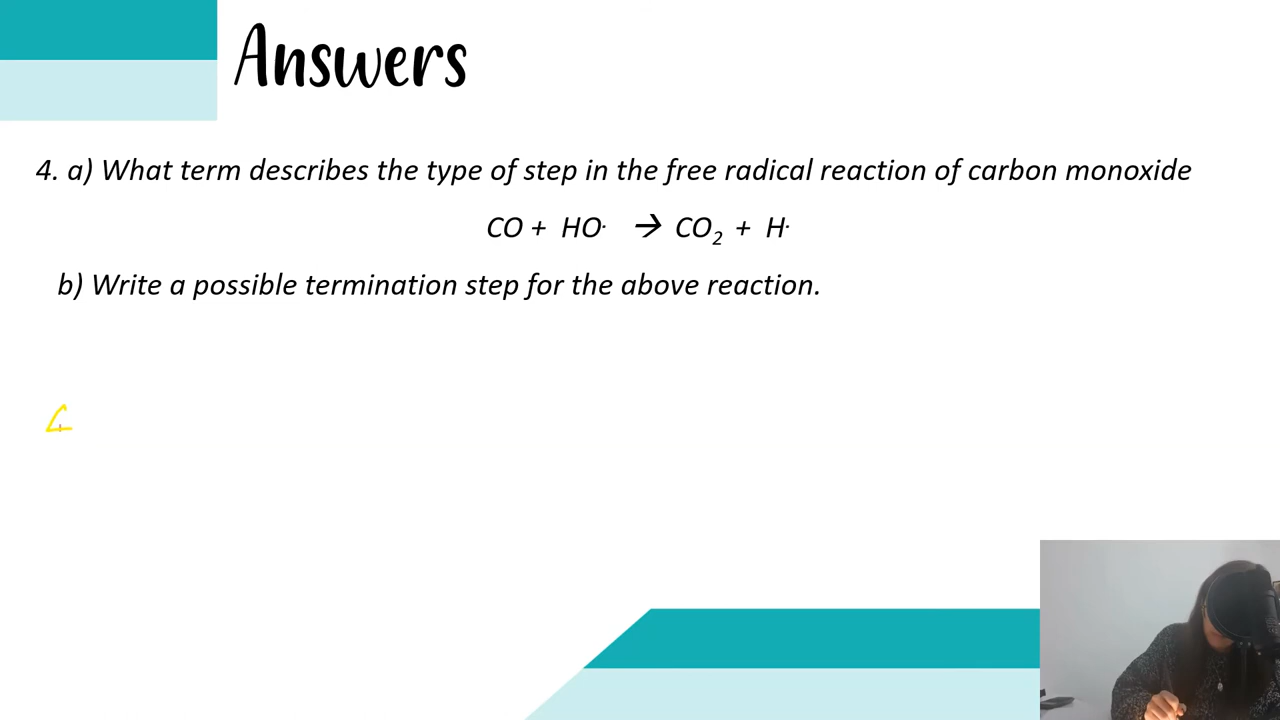 Answers
4. a) What term describes the type of step in the free radical reaction of carbon monoxide
CO + HO· → CO₂ + H·
b) Write a possible termination step for the above reaction.